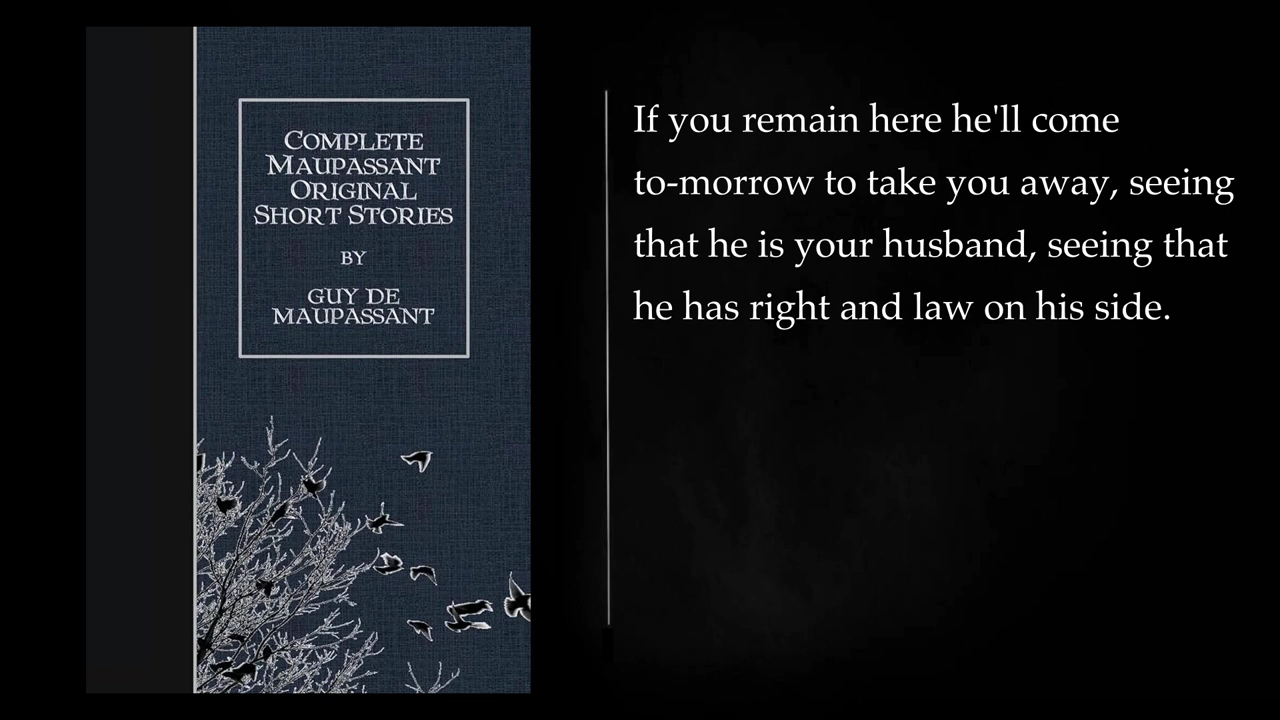 COMPLETE
MAUPASSANT
ORIGINAL
SHORT STORIES
BY
GUY DE
MAUPASSANT
If you remain here he'll come
to-morrow to take you away, seeing
that he is your husband, seeing that
he has right and law on his side.